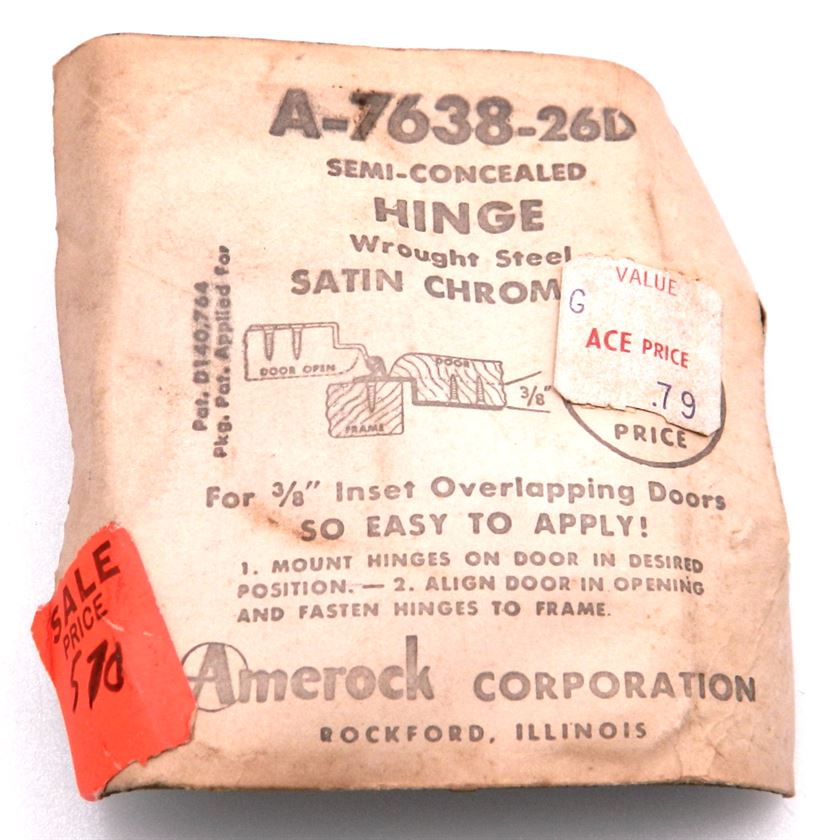 A-7638-26D
SEMI-CONCEALED
HINGE
Wrought Steel
SATIN CHROM
Pat. D140,764
Pkg. Pat. Applied for
DOOR OPEN
DOOR
FRAME
3/8"
VALUE
G
ACE PRICE
.79
PRICE
For 3/8" Inset Overlapping Doors
SO EASY TO APPLY!
1. MOUNT HINGES ON DOOR IN DESIRED
POSITION. — 2. ALIGN DOOR IN OPENING
AND FASTEN HINGES TO FRAME.
SALE
PRICE
Amerock CORPORATION
ROCKFORD, ILLINOIS